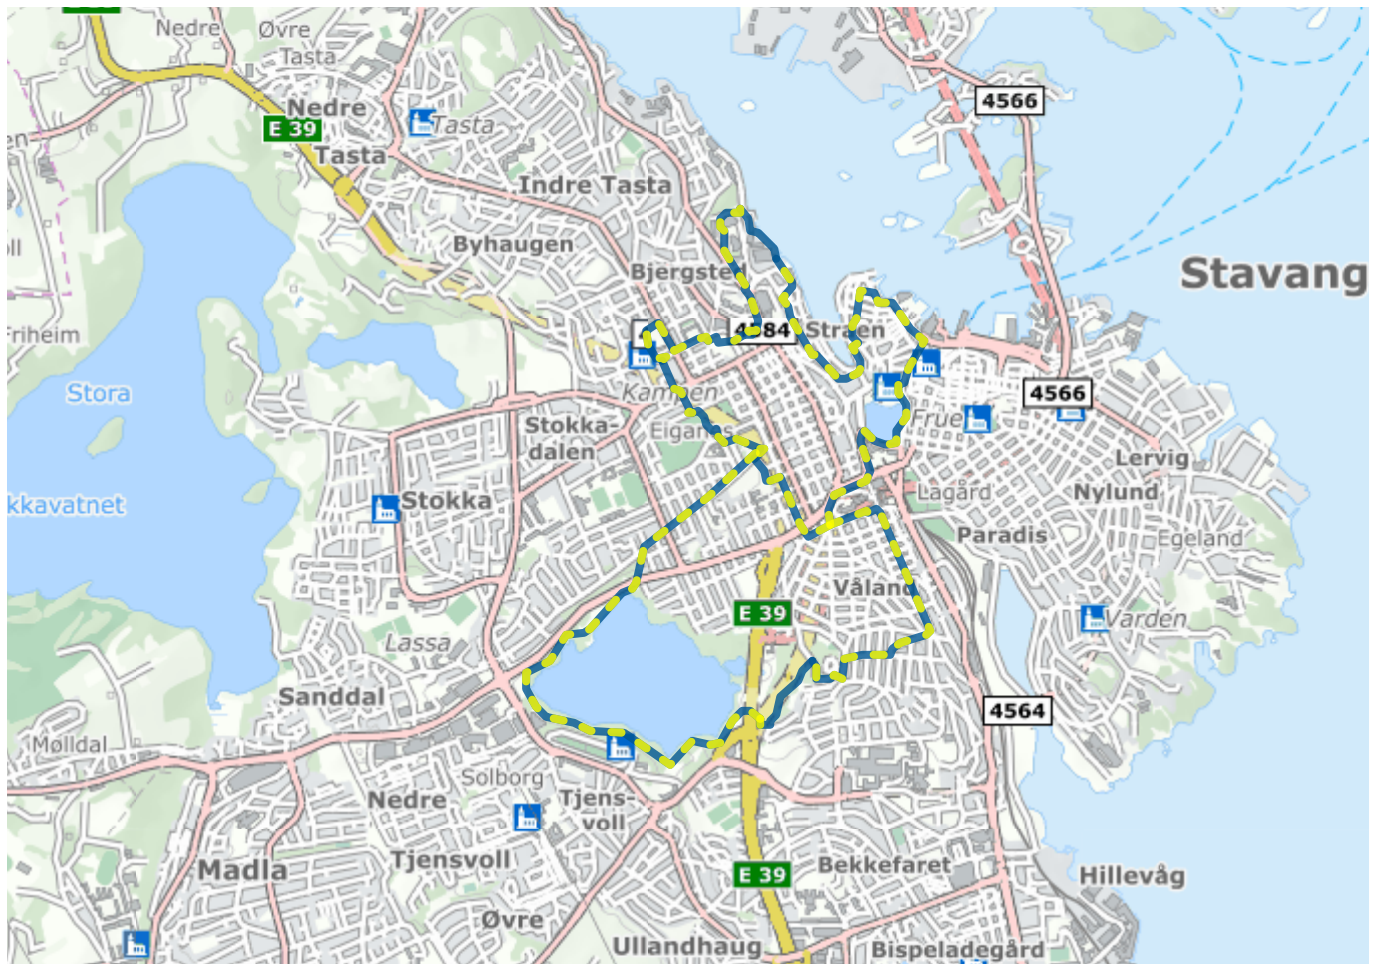 Nedre
Øvre
Tasta
4566
Nedre
E 39
Tasta
Tasta
Indre Tasta
Byhaugen
Bjergsted
Stavang
Friheim
4
Straen
Stora
Kampen
4566
Stokka-
dalen
Eiganes
Frue
Lervig
Stokka
Lagård
Nylund
kkavatnet
Paradis
Egeland
Våland
E 39
Varden
Lassa
Sanddal
4564
Mølldal
Solborg
Nedre
Tjens-
voll
Tjensvoll
Madla
Bekkefaret
E 39
Hillevåg
Øvre
Ullandhaug
Bispeladegård